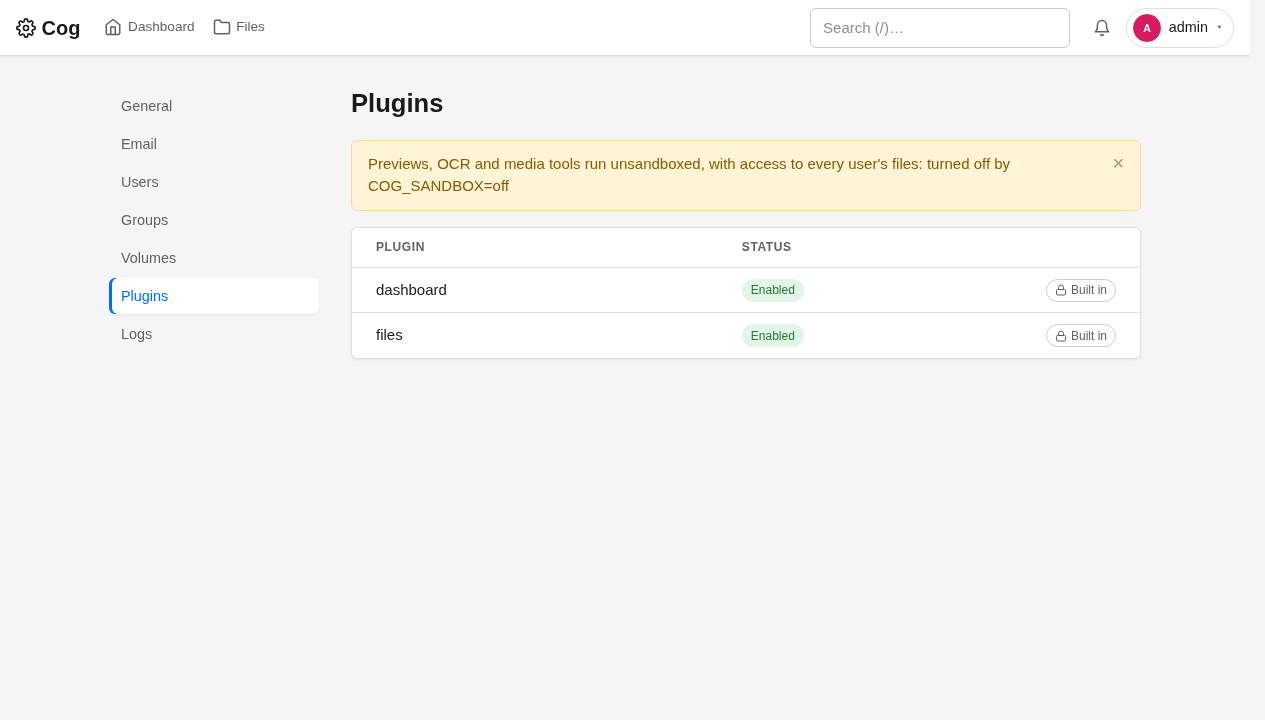 Cog Dashboard Files Search (/)… A admin
General
Email
Users
Groups
Volumes
Plugins
Logs
Plugins
Previews, OCR and media tools run unsandboxed, with access to every user's files: turned off by
COG_SANDBOX=off
PLUGIN STATUS
dashboard Enabled Built in
files Enabled Built in